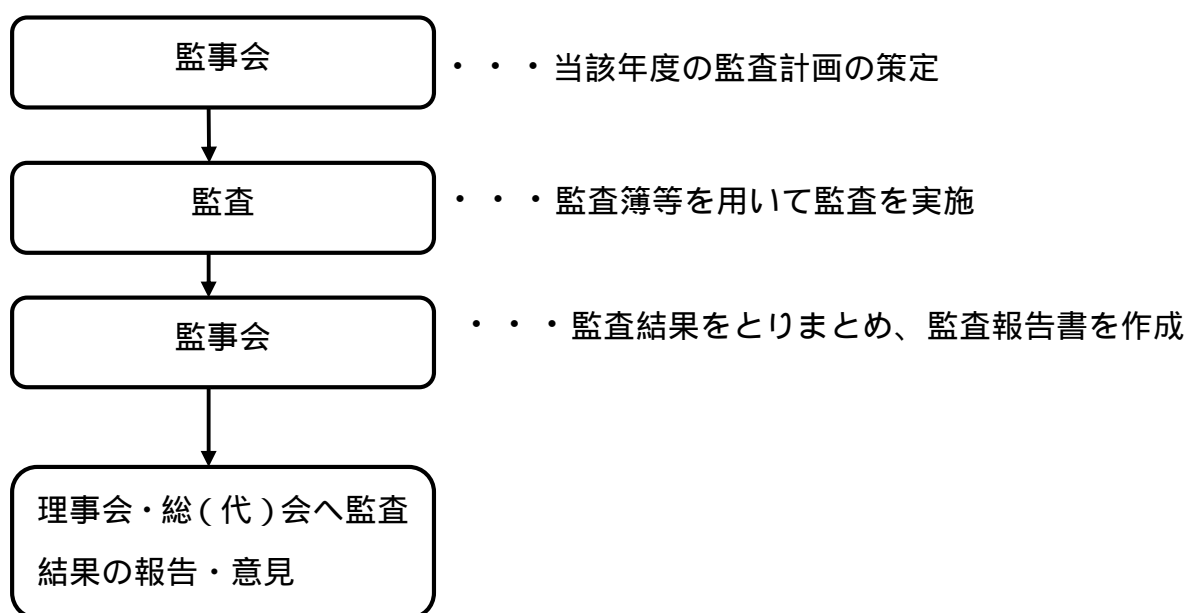 監事会
・・・当該年度の監査計画の策定
監査
・・・監査簿等を用いて監査を実施
監事会
・・・監査結果をとりまとめ、監査報告書を作成
理事会・総(代)会へ監査
結果の報告・意見